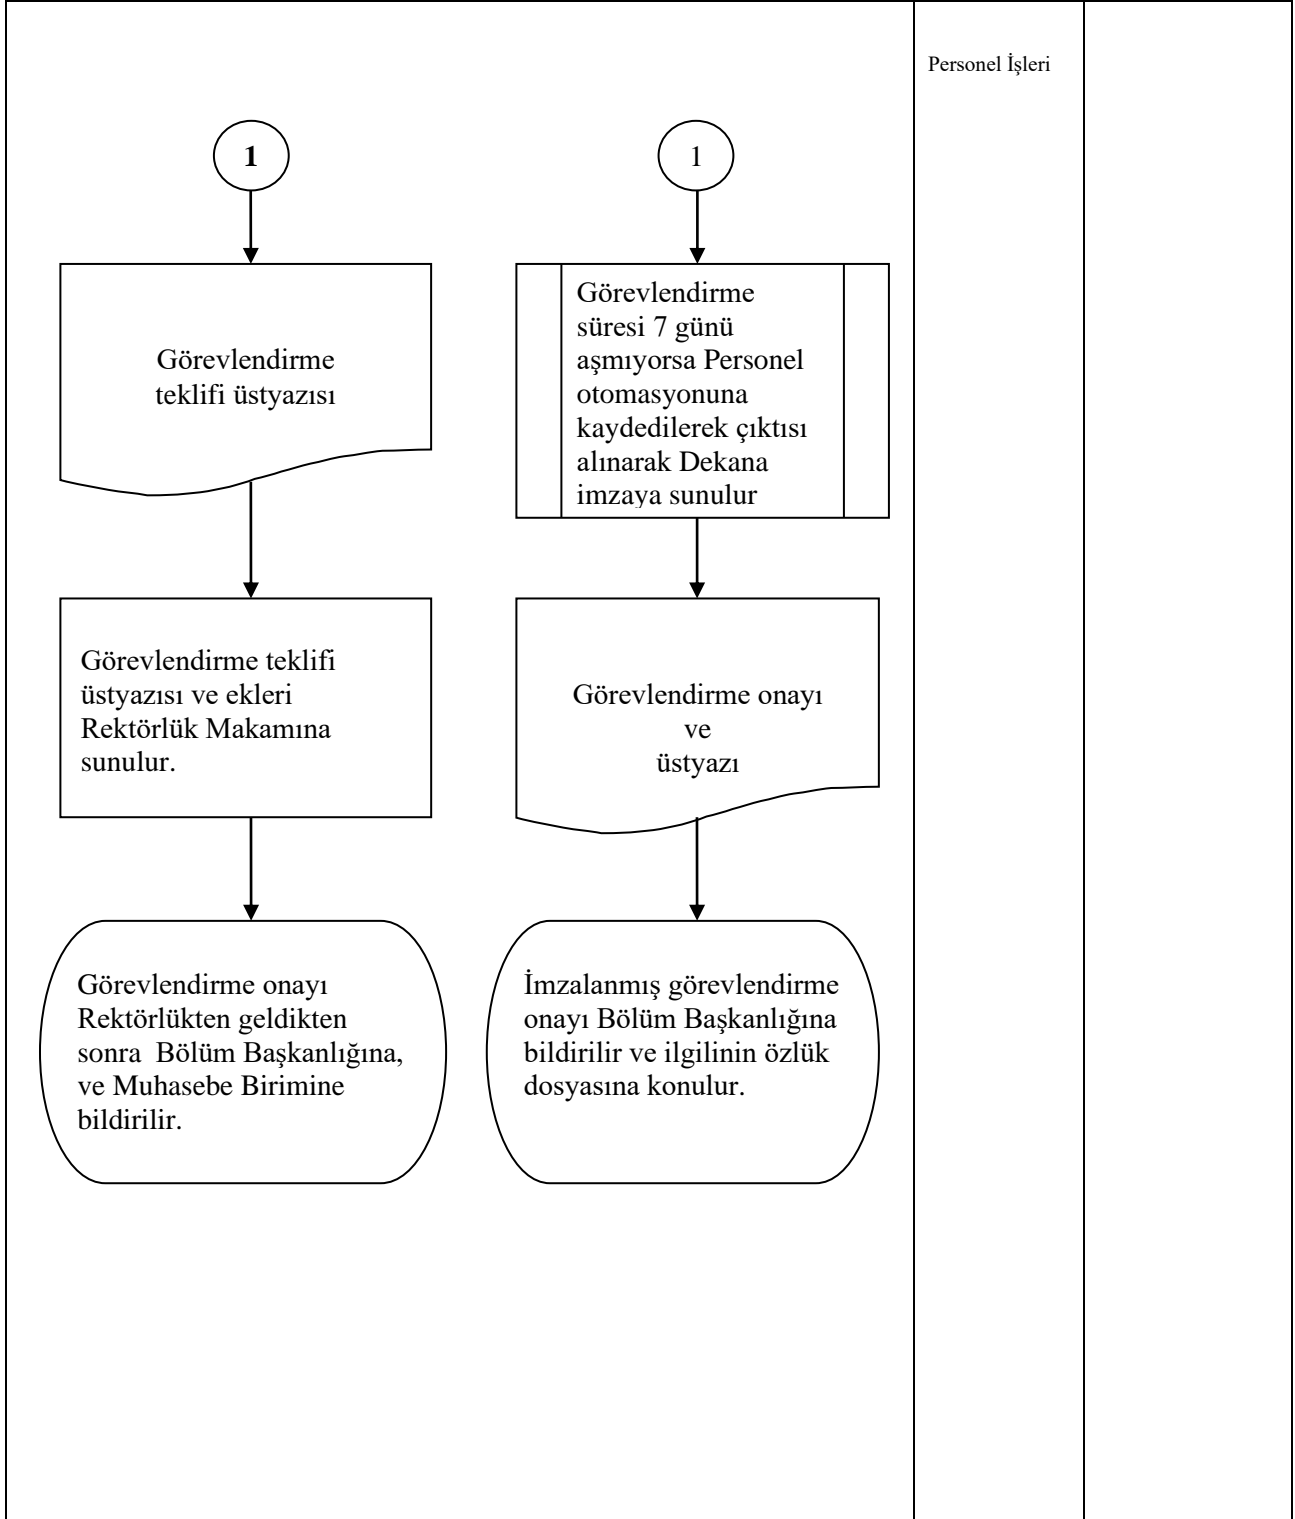 Personel İşleri
1
Görevlendirme
teklifi üstyazısı
Görevlendirme teklifi
üstyazısı ve ekleri
Rektörlük Makamına
sunulur.
Görevlendirme onayı
Rektörlükten geldikten
sonra  Bölüm Başkanlığına,
ve Muhasebe Birimine
bildirilir.
1
Görevlendirme
süresi 7 günü
aşmıyorsa Personel
otomasyonuna
kaydedilerek çıktısı
alınarak Dekana
imzaya sunulur
Görevlendirme onayı
ve
üstyazı
İmzalanmış görevlendirme
onayı Bölüm Başkanlığına
bildirilir ve ilgilinin özlük
dosyasına konulur.